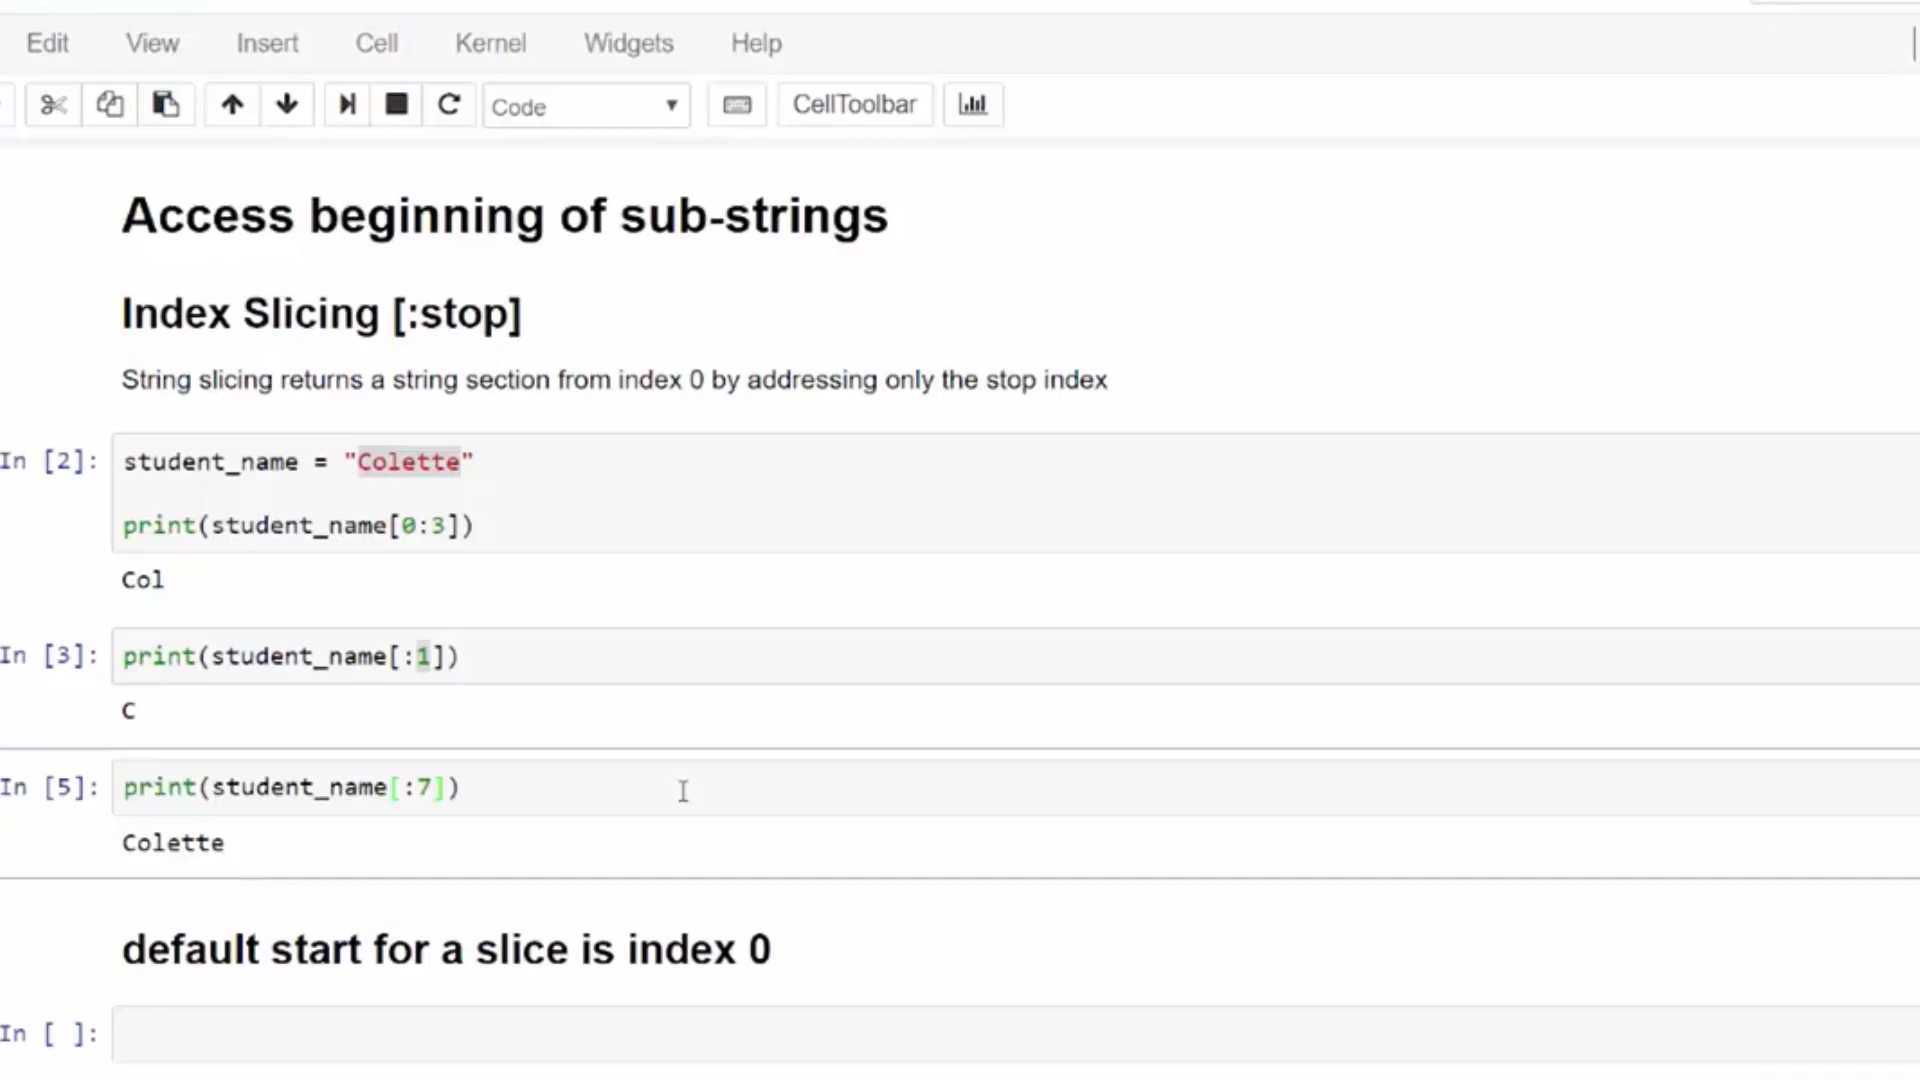 Edit View Insert Cell Kernel Widgets Help
Code CellToolbar
Access beginning of sub-strings
Index Slicing [:stop]
String slicing returns a string section from index 0 by addressing only the stop index
In [2]: student_name = "Colette"
print(student_name[0:3])
Col
In [3]: print(student_name[:1])
C
In [5]: print(student_name[:7])
Colette
default start for a slice is index 0
In [ ]: